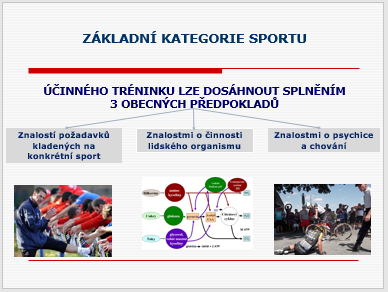 ZÁKLADNÍ KATEGORIE SPORTU
ÚČINNÉHO TRÉNINKU LZE DOSÁHNOUT SPLNĚNÍM
3 OBECNÝCH PŘEDPOKLADŮ
Znalostí požadavků
kladených na
konkrétní sport
Znalostmi o činnosti
lidského organismu
Znalostmi o psychice
a chování